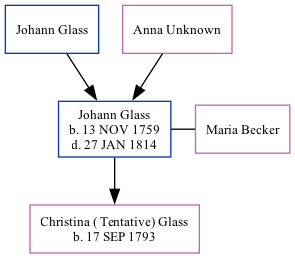 Johann Glass
Anna Unknown
Johann Glass
b. 13 NOV 1759
d. 27 JAN 1814
Maria Becker
Christina ( Tentative) Glass
b. 17 SEP 1793